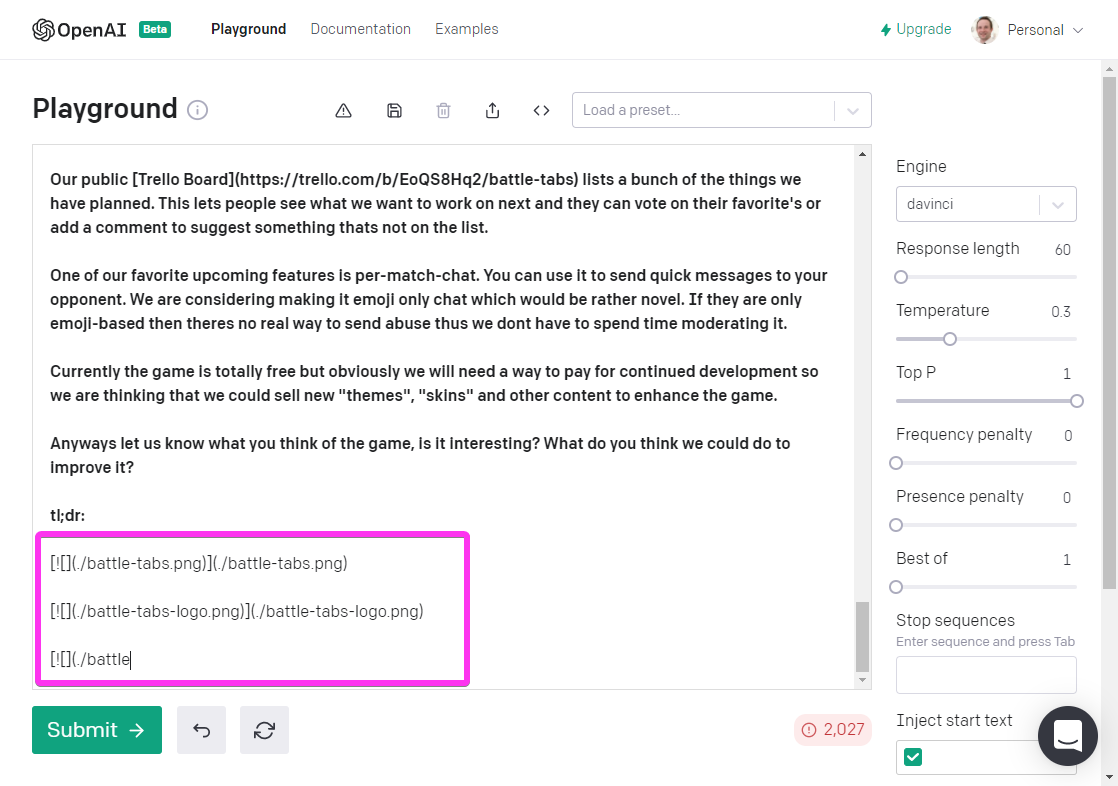 OpenAI Beta Playground Documentation Examples Upgrade Personal
Playground Load a preset...
Our public [Trello Board](https://trello.com/b/EoQS8Hq2/battle-tabs) lists a bunch of the things we
have planned. This lets people see what we want to work on next and they can vote on their favorite's or
add a comment to suggest something thats not on the list.
One of our favorite upcoming features is per-match-chat. You can use it to send quick messages to your
opponent. We are considering making it emoji only chat which would be rather novel. If they are only
emoji-based then theres no real way to send abuse thus we dont have to spend time moderating it.
Currently the game is totally free but obviously we will need a way to pay for continued development so
we are thinking that we could sell new "themes", "skins" and other content to enhance the game.
Anyways let us know what you think of the game, is it interesting? What do you think we could do to
improve it?
tl;dr:
[![](./battle-tabs.png)](./battle-tabs.png)
[![](./battle-tabs-logo.png)](./battle-tabs-logo.png)
[![](./battle
Submit
2,027
Engine
davinci
Response length 60
Temperature 0.3
Top P 1
Frequency penalty 0
Presence penalty 0
Best of 1
Stop sequences
Enter sequence and press Tab
Inject start text